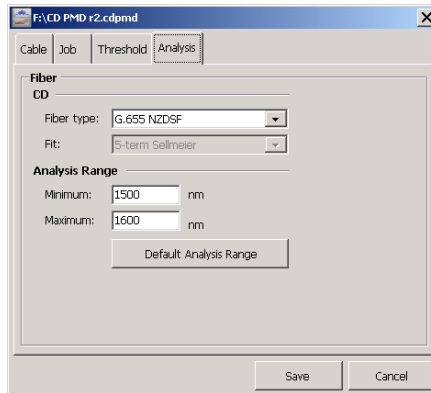 F:\CD PMD r2.cdpmd
Cable Job Threshold Analysis
Fiber
CD
Fiber type: G.655 NZDSF
Fit: 5-term Sellmeier
Analysis Range
Minimum: 1500 nm
Maximum: 1600 nm
Default Analysis Range
Save Cancel